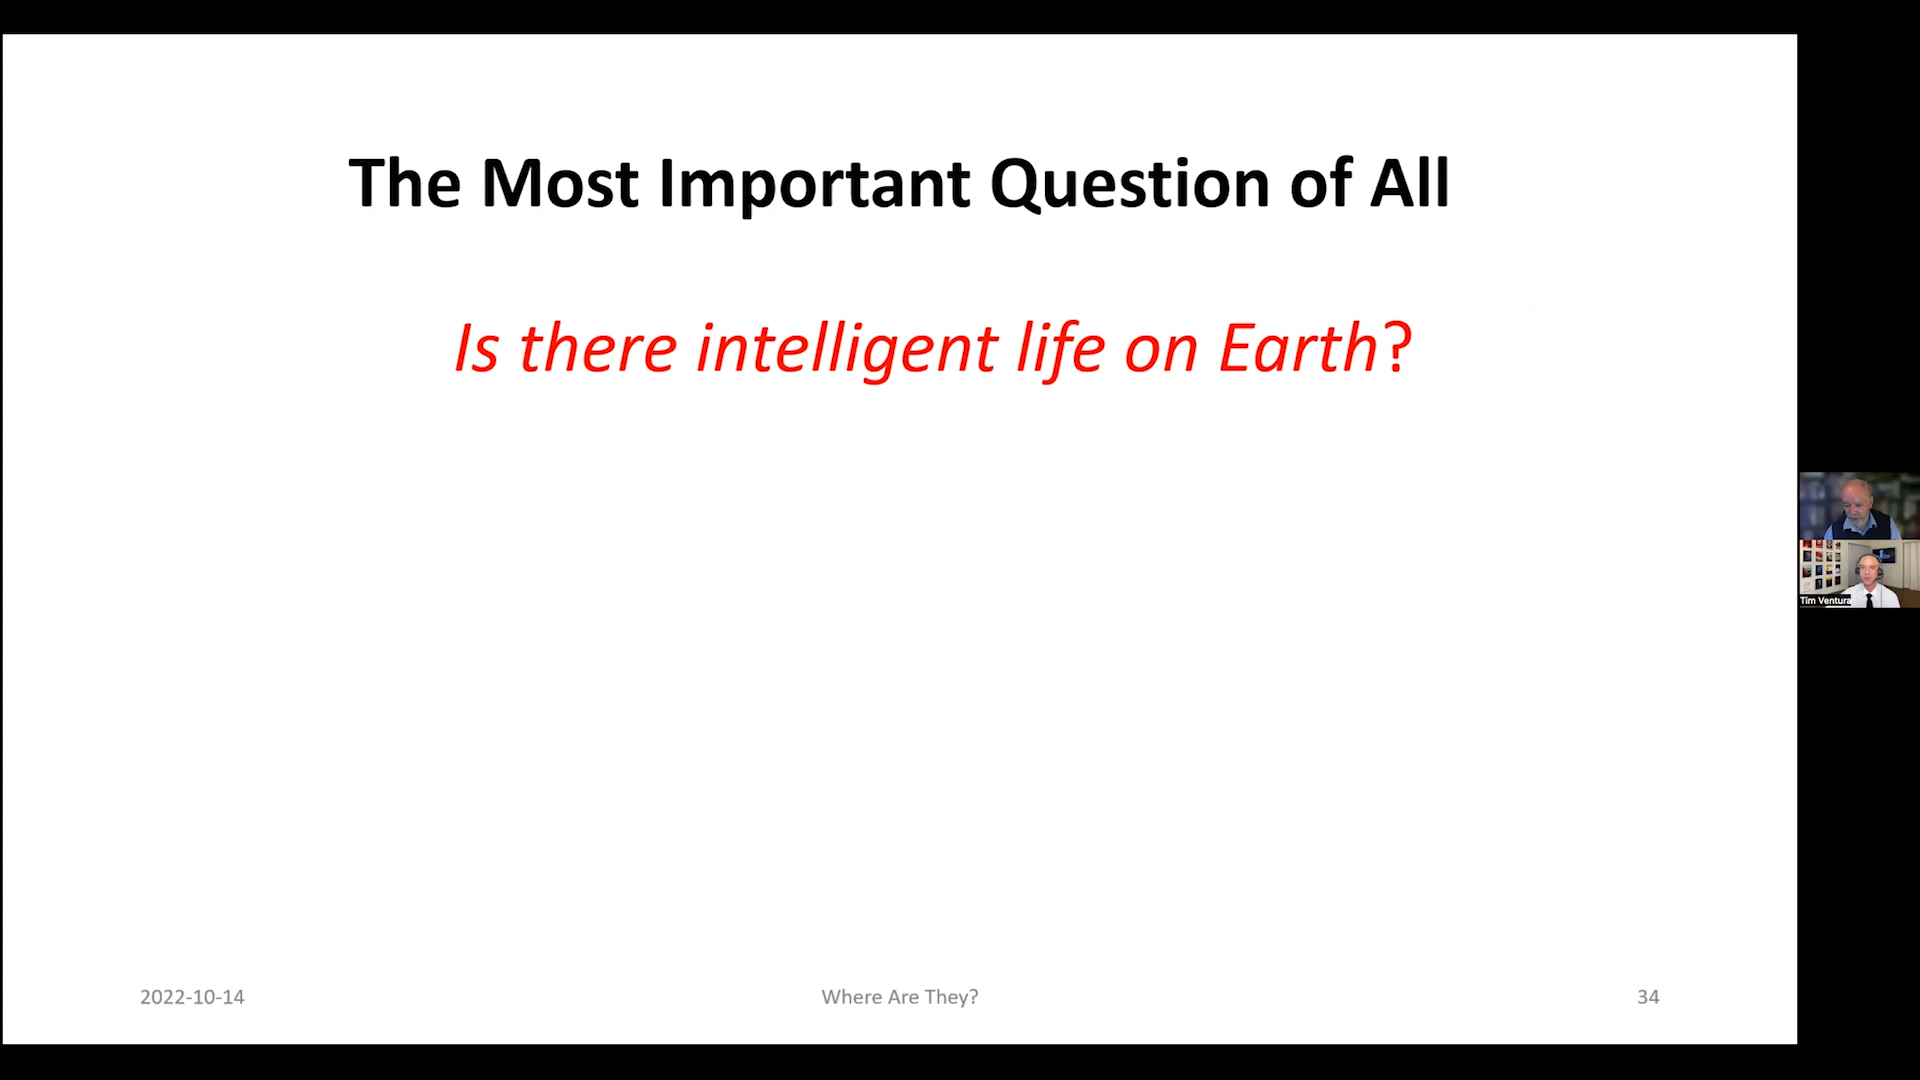 The Most Important Question of All
Is there intelligent life on Earth?
Tim Ventura
2022-10-14
Where Are They?
34